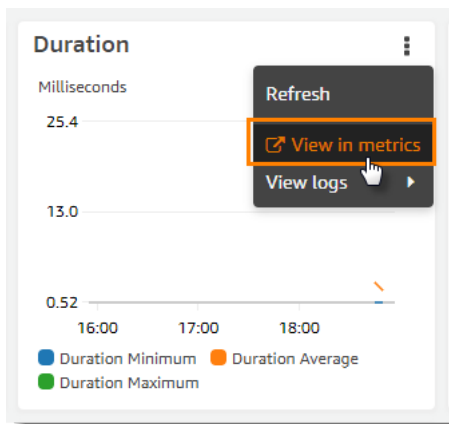 Duration
Milliseconds
Refresh
25.4
View in metrics
View logs
13.0
0.52
16:00 17:00 18:00
Duration Minimum Duration Average
Duration Maximum